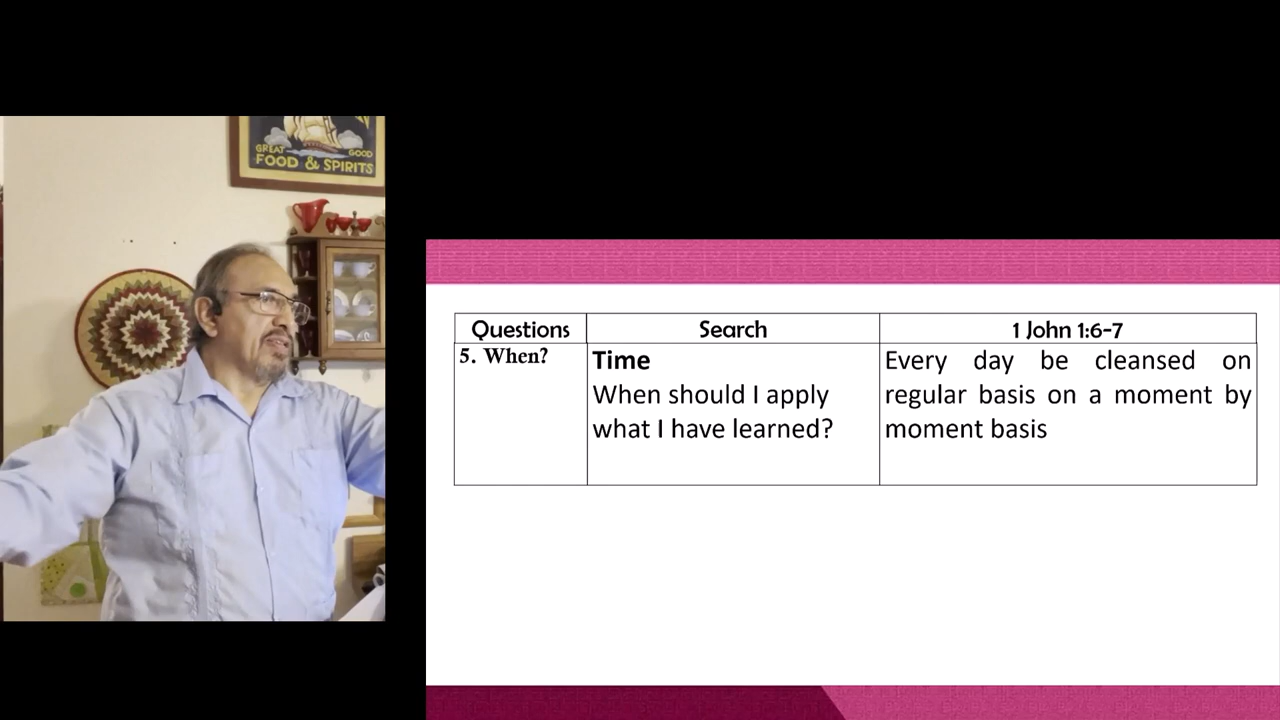 GREAT GOOD
FOOD & SPIRITS
Questions Search 1 John 1:6-7
5. When?
Time
When should I apply
what I have learned?
Every day be cleansed on
regular basis on a moment by
moment basis